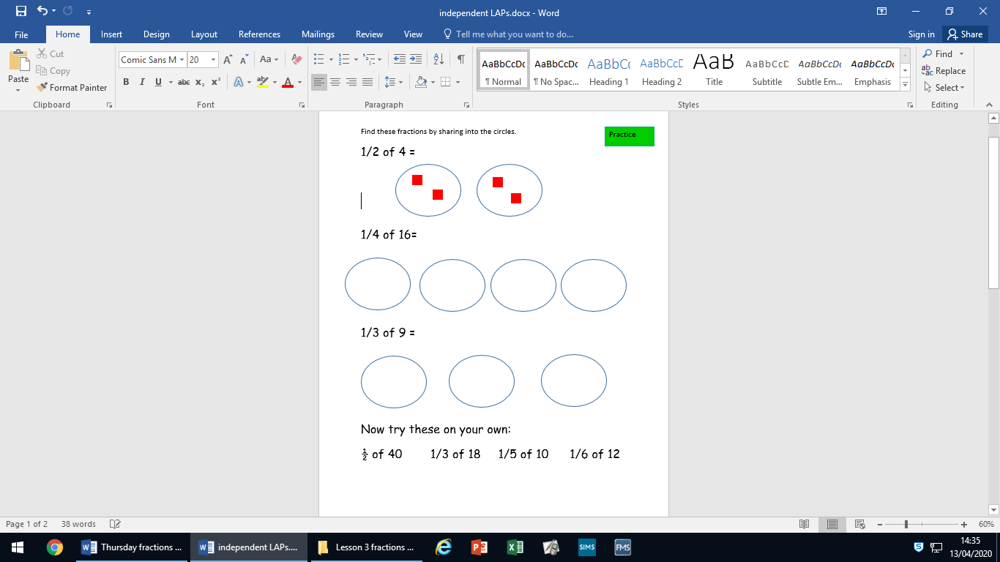 independent LAPs.docx - Word
File Home Insert Design Layout References Mailings Review View Tell me what you want to do... Sign in Share
Paste
Cut
Copy
Format Painter
Clipboard
Comic Sans M 20
Font
Paragraph
AaBbCcDc AaBbCcDc AaBbCc AaBbCcD AaB AaBbCcD AaBbCcDc AaBbCcDc
¶ Normal ¶ No Spac... Heading 1 Heading 2 Title Subtitle Subtle Em... Emphasis
Styles
Find
Replace
Select
Editing
Find these fractions by sharing into the circles.
Practice
1/2 of 4 =
1/4 of 16=
1/3 of 9 =
Now try these on your own:
½ of 40 1/3 of 18 1/5 of 10 1/6 of 12
Page 1 of 2 38 words 60%
Thursday fractions ... independent LAPs.... Lesson 3 fractions ... SIMS FMS
14:35
13/04/2020